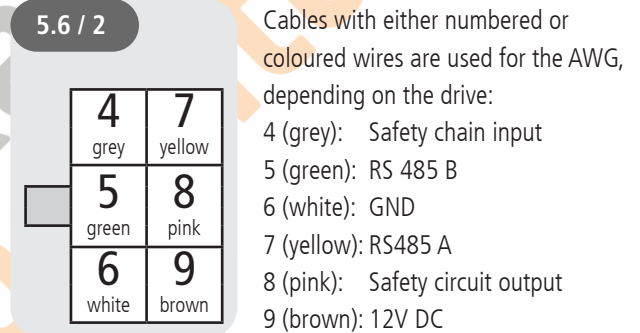 5.6 / 2
4 7
grey yellow
5 8
green pink
6 9
white brown
Cables with either numbered or
coloured wires are used for the AWG,
depending on the drive:
4 (grey): Safety chain input
5 (green): RS 485 B
6 (white): GND
7 (yellow): RS485 A
8 (pink): Safety circuit output
9 (brown): 12V DC